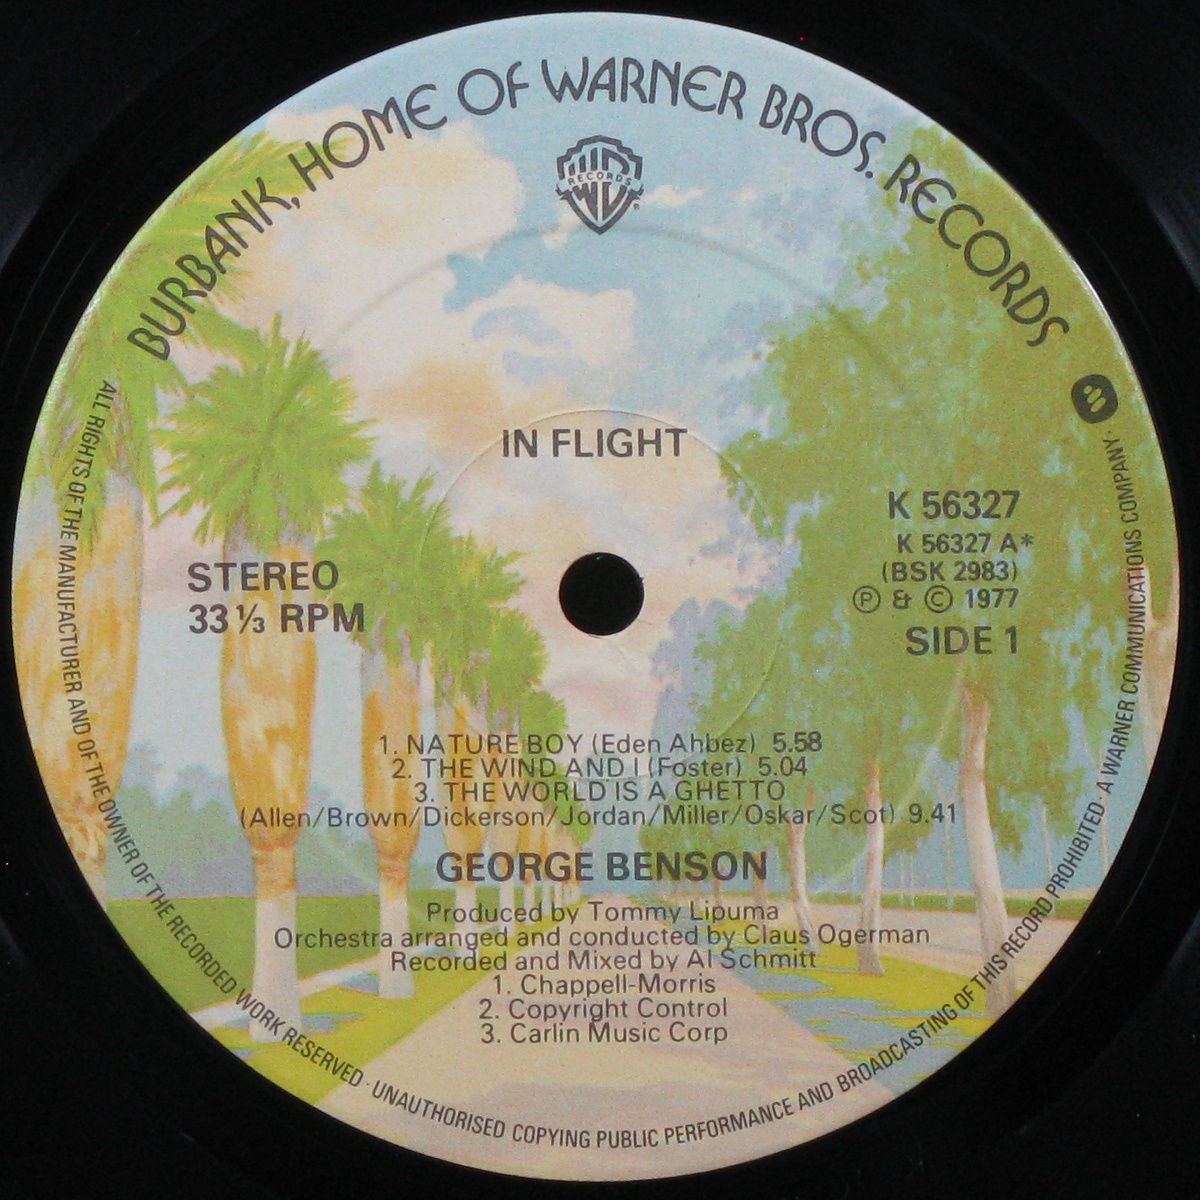 BURBANK, HOME OF WARNER BROS. RECORDS
WB
RECORDS
®
IN FLIGHT
K 56327
K 56327 A*
(BSK 2983)
Ⓟ & © 1977
SIDE 1
STEREO
33⅓ RPM
1. NATURE BOY (Eden Ahbez) 5.58
2. THE WIND AND I (Foster) 5.04
3. THE WORLD IS A GHETTO
(Allen/Brown/Dickerson/Jordan/Miller/Oskar/Scot) 9.41
GEORGE BENSON
Produced by Tommy Lipuma
Orchestra arranged and conducted by Claus Ogerman
Recorded and Mixed by Al Schmitt
1. Chappell-Morris
2. Copyright Control
3. Carlin Music Corp
ALL RIGHTS OF THE MANUFACTURER AND OF THE OWNER OF THE RECORDED WORK RESERVED · UNAUTHORISED COPYING PUBLIC PERFORMANCE AND BROADCASTING OF THIS RECORD PROHIBITED · A WARNER COMMUNICATIONS COMPANY ·